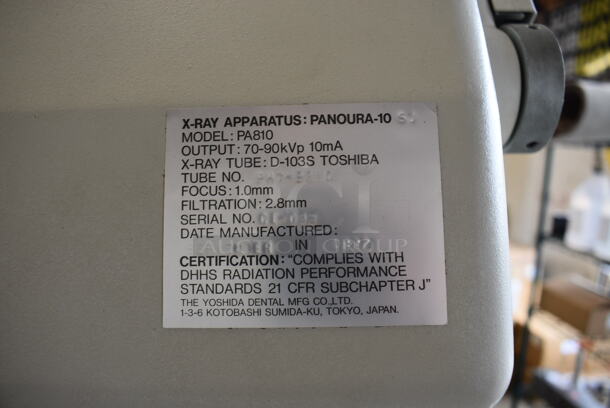 X-RAY APPARATUS: PANOURA-10
MODEL: PA810
OUTPUT: 70-90kVp 10mA
X-RAY TUBE: D-103S TOSHIBA
TUBE NO.
FOCUS: 1.0mm
FILTRATION: 2.8mm
SERIAL NO.
DATE MANUFACTURED:
IN
CERTIFICATION: "COMPLIES WITH
DHHS RADIATION PERFORMANCE
STANDARDS 21 CFR SUBCHAPTER J"
THE YOSHIDA DENTAL MFG CO.,LTD.
1-3-6 KOTOBASHI SUMIDA-KU, TOKYO, JAPAN.